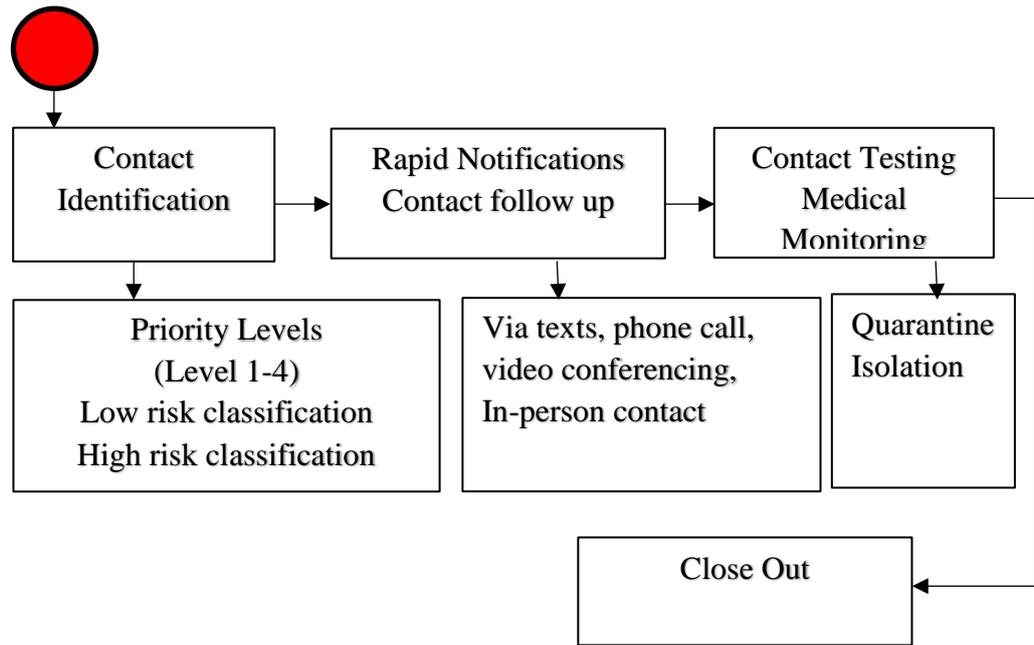 Contact
Identification
Rapid Notifications
Contact follow up
Contact Testing
Medical
Monitoring
Priority Levels
(Level 1-4)
Low risk classification
High risk classification
Via texts, phone call,
video conferencing,
In-person contact
Quarantine
Isolation
Close Out